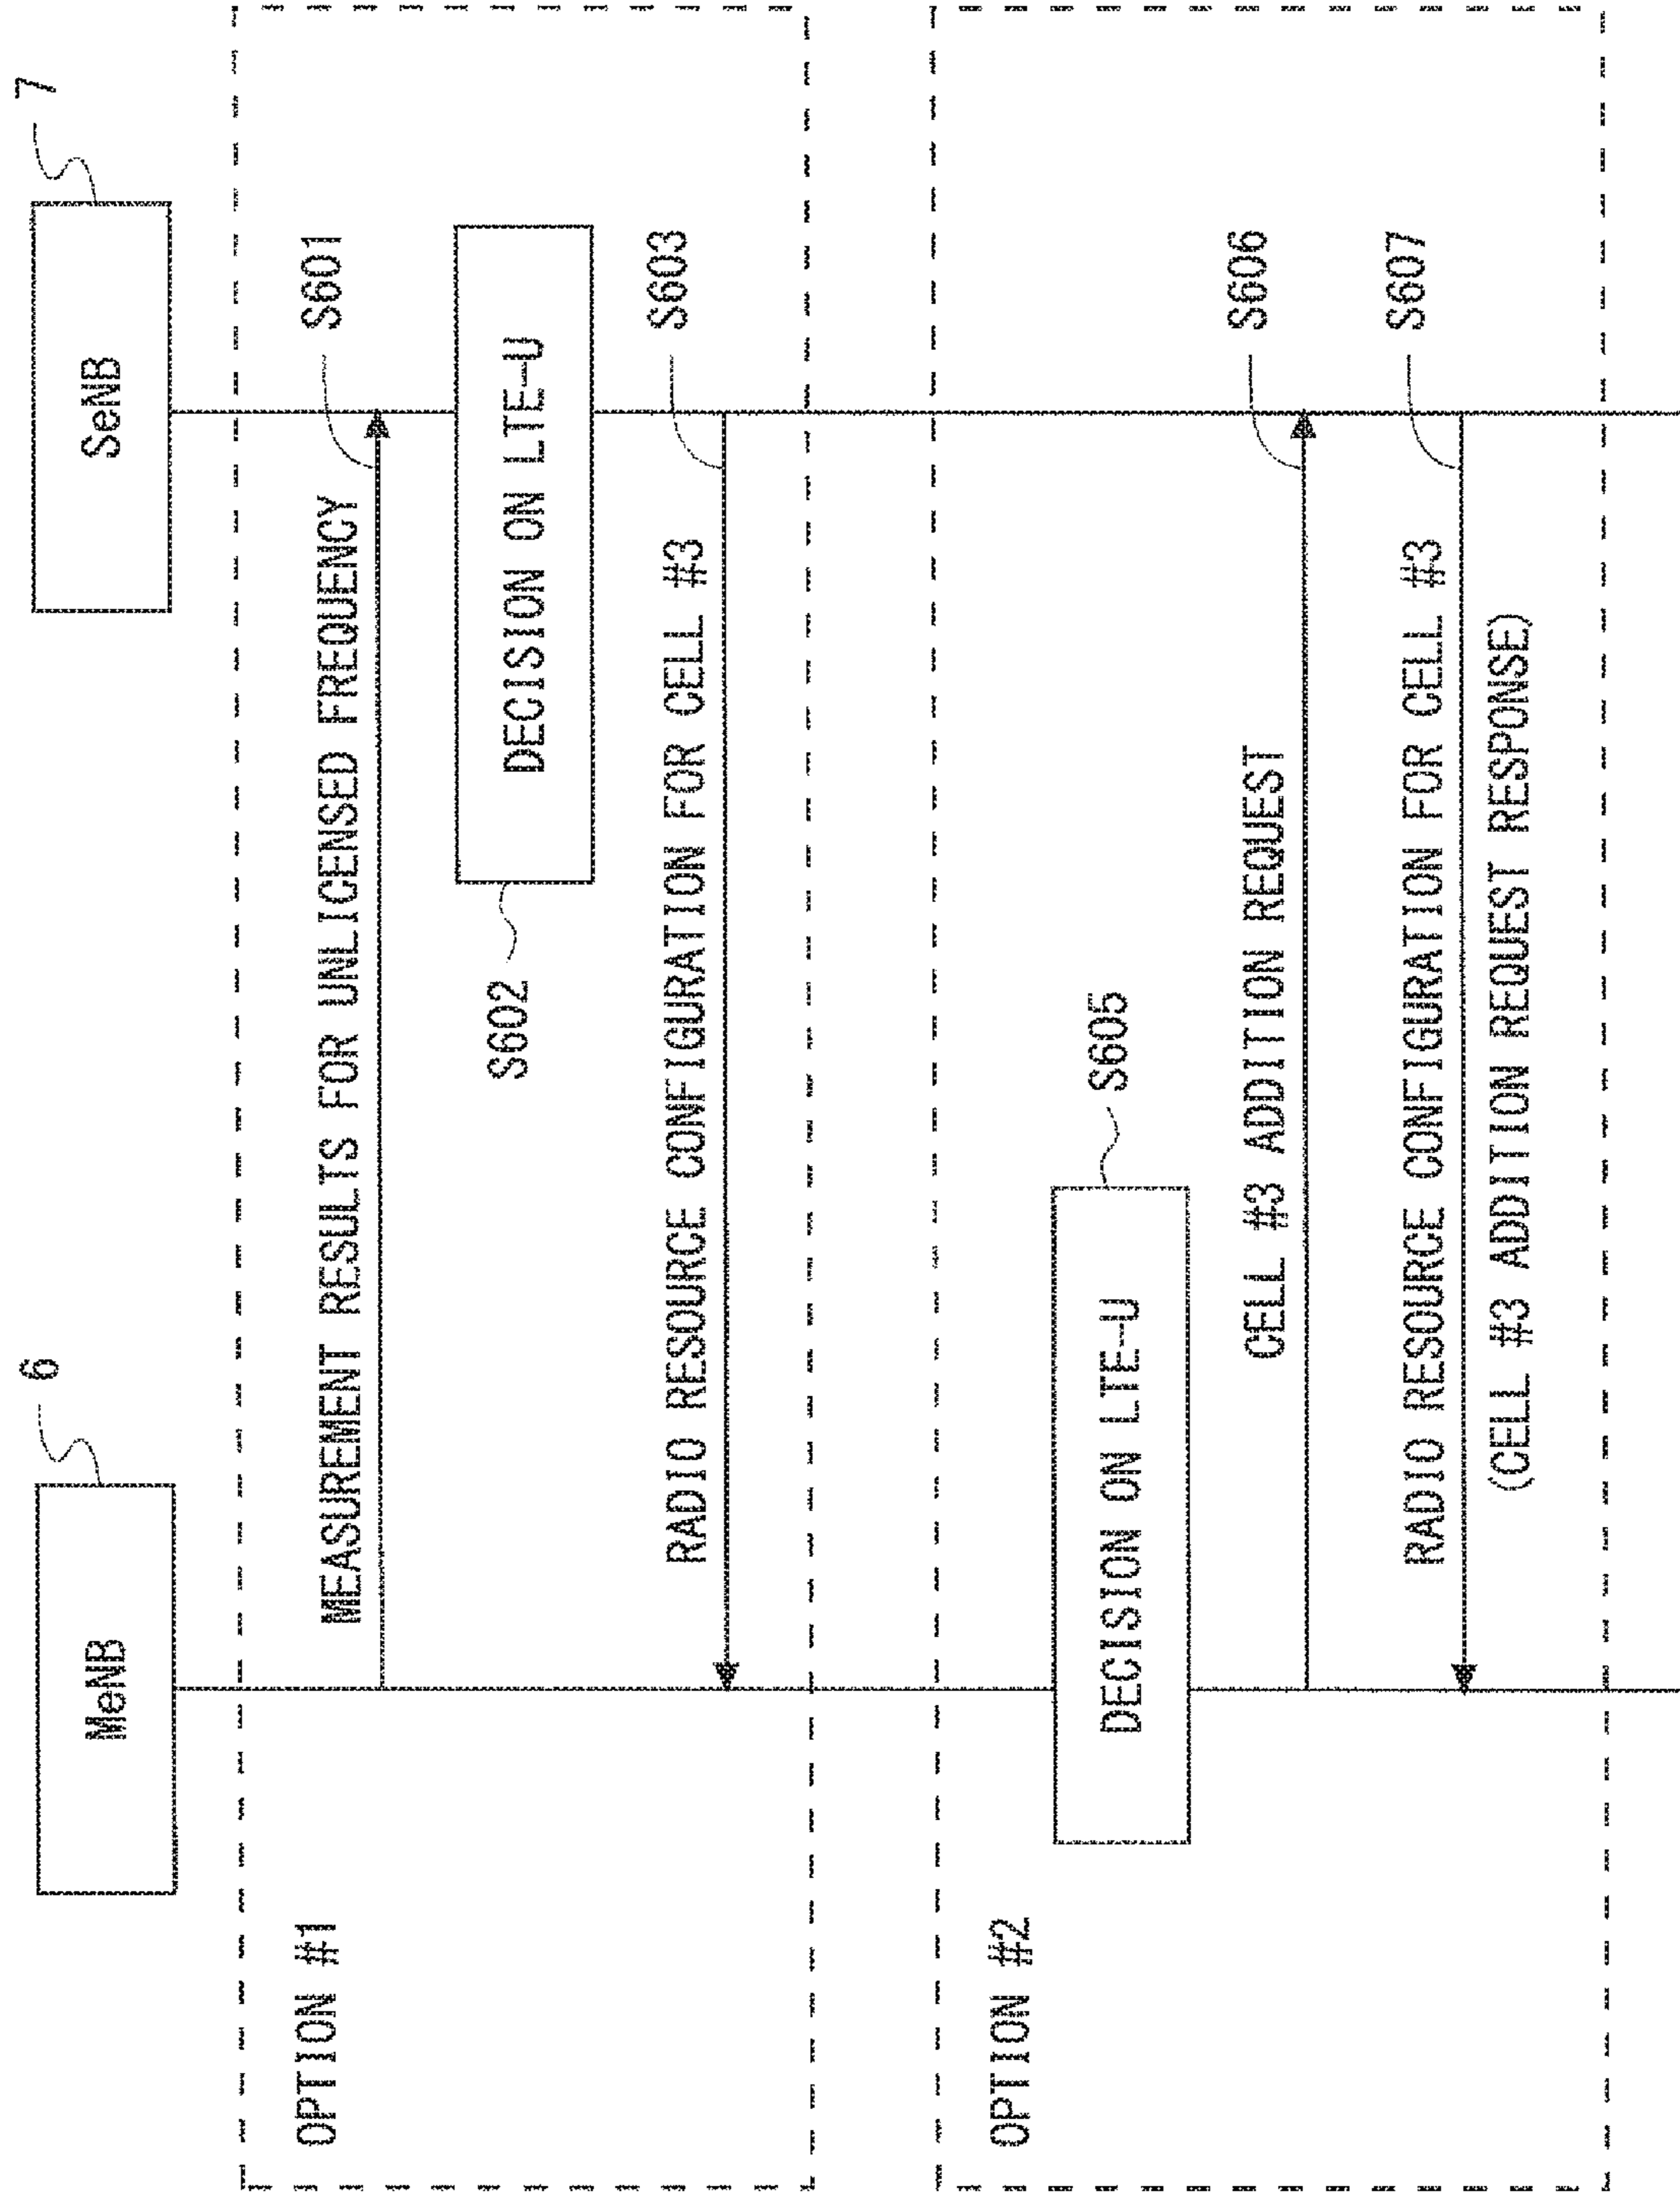 6
7
MeNB
SeNB
OPTION #1
S601
MEASUREMENT RESULTS FOR UNLICENSED FREQUENCY
S602
DECISION ON LTE-U
S603
RADIO RESOURCE CONFIGURATION FOR CELL #3
OPTION #2
DECISION ON LTE-U
S605
S606
CELL #3 ADDITION REQUEST
S607
RADIO RESOURCE CONFIGURATION FOR CELL #3
(CELL #3 ADDITION REQUEST RESPONSE)